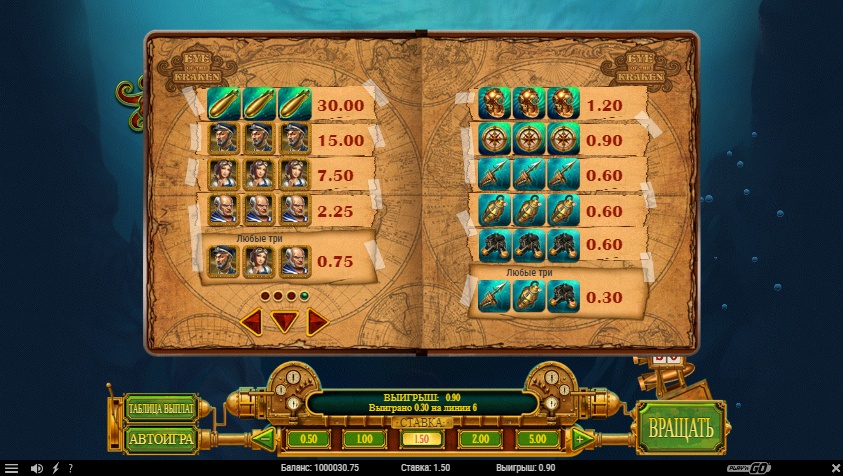 EYE
OF THE
KRAKEN
EYE
OF THE
KRAKEN
30.00
15.00
7.50
2.25
Любые три
0.75
1.20
0.90
0.60
0.60
0.60
Любые три
0.30
ТАБЛИЦА ВЫПЛАТ
АВТОИГРА
ВЫИГРЫШ: 0.90
Выиграно 0.30 на линии 6
СТАВКА
0.50 1.00 1.50 2.00 5.00
+
ВРАЩАТЬ
? Баланс: 1000030.75 Ставка: 1.50 Выигрыш: 0.90 PLAY'N GO